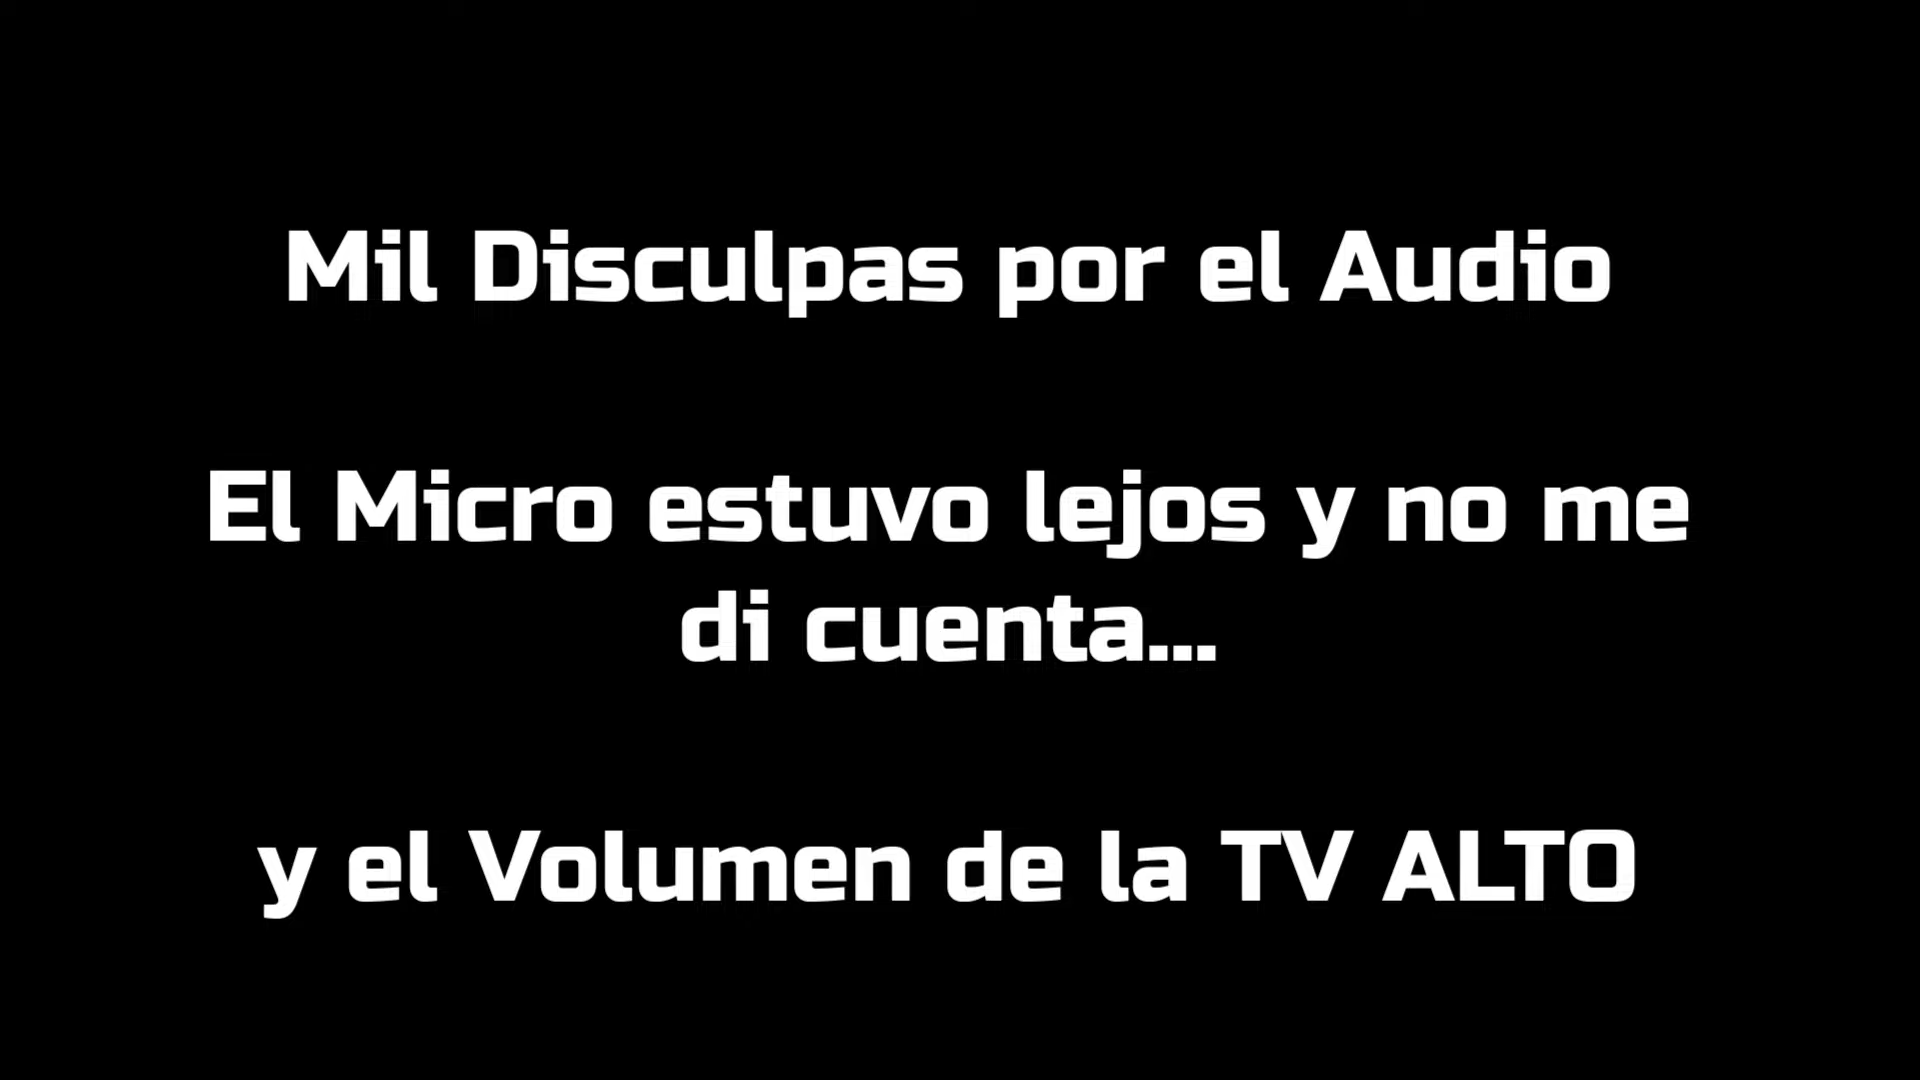 Mil Disculpas por el Audio
El Micro estuvo lejos y no me
di cuenta...
y el Volumen de la TV ALTO